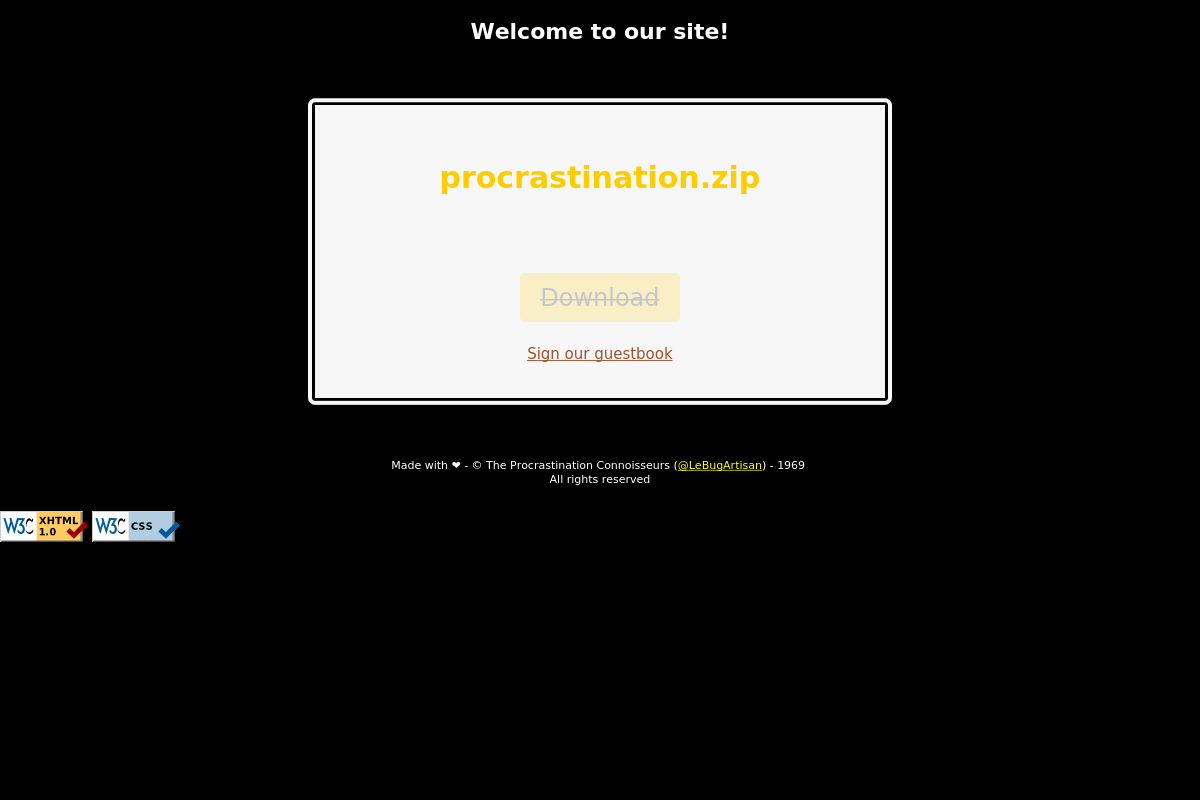 Welcome to our site!
procrastination.zip
Download
Sign our guestbook
Made with ❤ - © The Procrastination Connoisseurs (@LeBugArtisan) - 1969
All rights reserved
W3C XHTML 1.0
W3C CSS